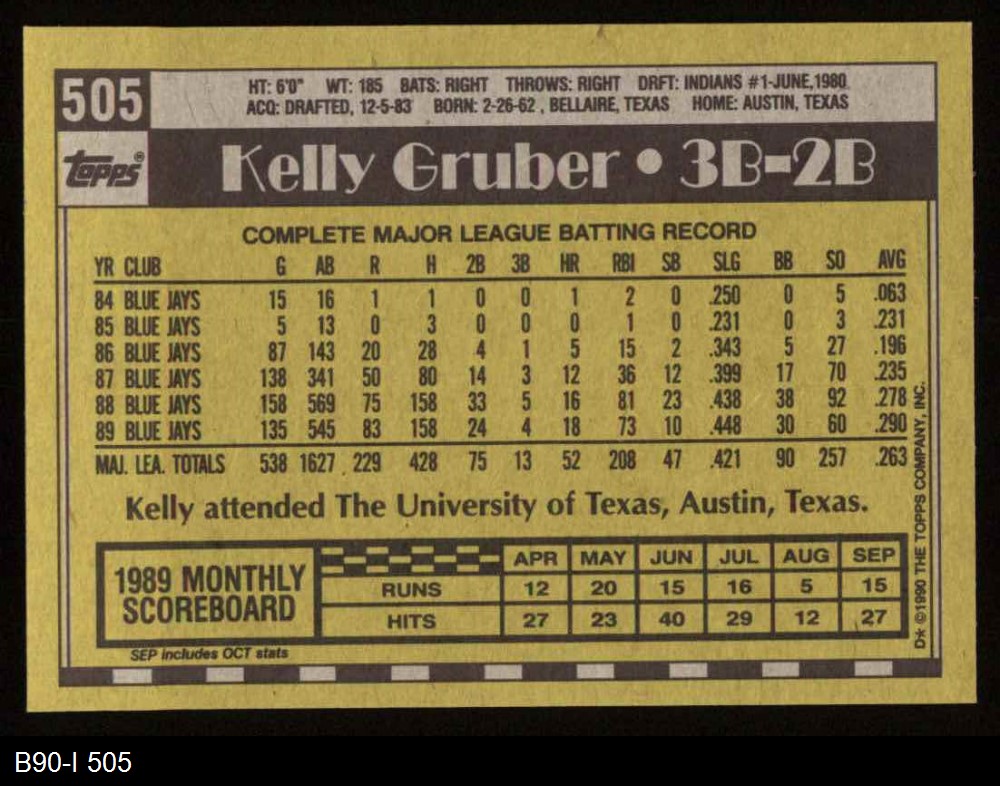 505
HT: 6'0" WT: 185 BATS: RIGHT THROWS: RIGHT DRFT: INDIANS #1-JUNE,1980
ACQ: DRAFTED, 12-5-83 BORN: 2-26-62 , BELLAIRE, TEXAS HOME: AUSTIN, TEXAS
Topps®
Kelly Gruber • 3B-2B
COMPLETE MAJOR LEAGUE BATTING RECORD
YR CLUB G AB R H 2B 3B HR RBI SB SLG BB SO AVG
84 BLUE JAYS 15 16 1 1 0 0 1 2 0 .250 0 5 .063
85 BLUE JAYS 5 13 0 3 0 0 0 1 0 .231 0 3 .231
86 BLUE JAYS 87 143 20 28 4 1 5 15 2 .343 5 27 .196
87 BLUE JAYS 138 341 50 80 14 3 12 36 12 .399 17 70 .235
88 BLUE JAYS 158 569 75 158 33 5 16 81 23 .438 38 92 .278
89 BLUE JAYS 135 545 83 158 24 4 18 73 10 .448 30 60 .290
MAJ. LEA. TOTALS 538 1627 229 428 75 13 52 208 47 .421 90 257 .263
Kelly attended The University of Texas, Austin, Texas.
1989 MONTHLY
SCOREBOARD
APR MAY JUN JUL AUG SEP
RUNS 12 20 15 16 5 15
HITS 27 23 40 29 12 27
SEP includes OCT stats
D* ©1990 THE TOPPS COMPANY, INC.
B90-I 505